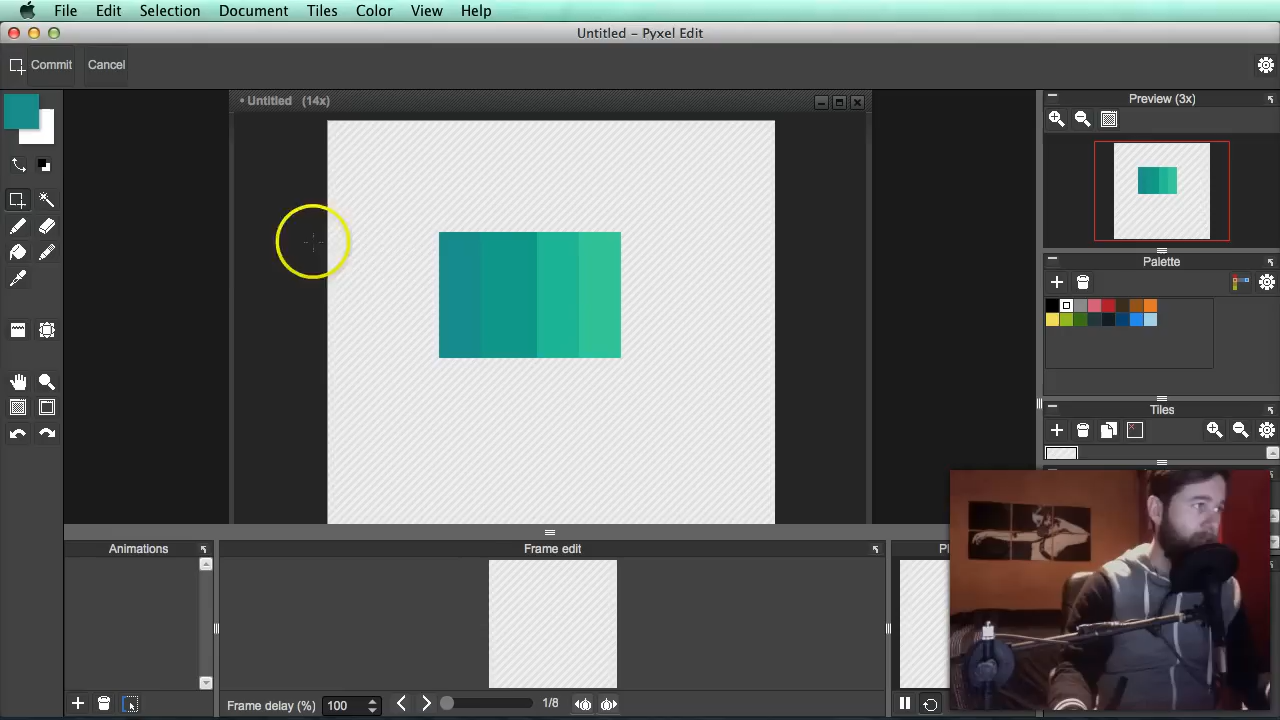 File Edit Selection Document Tiles Color View Help
Untitled – Pyxel Edit
Commit Cancel
• Untitled (14x)
Preview (3x)
Palette
Tiles
Animations
Frame edit
Frame delay (%) 100
1/8